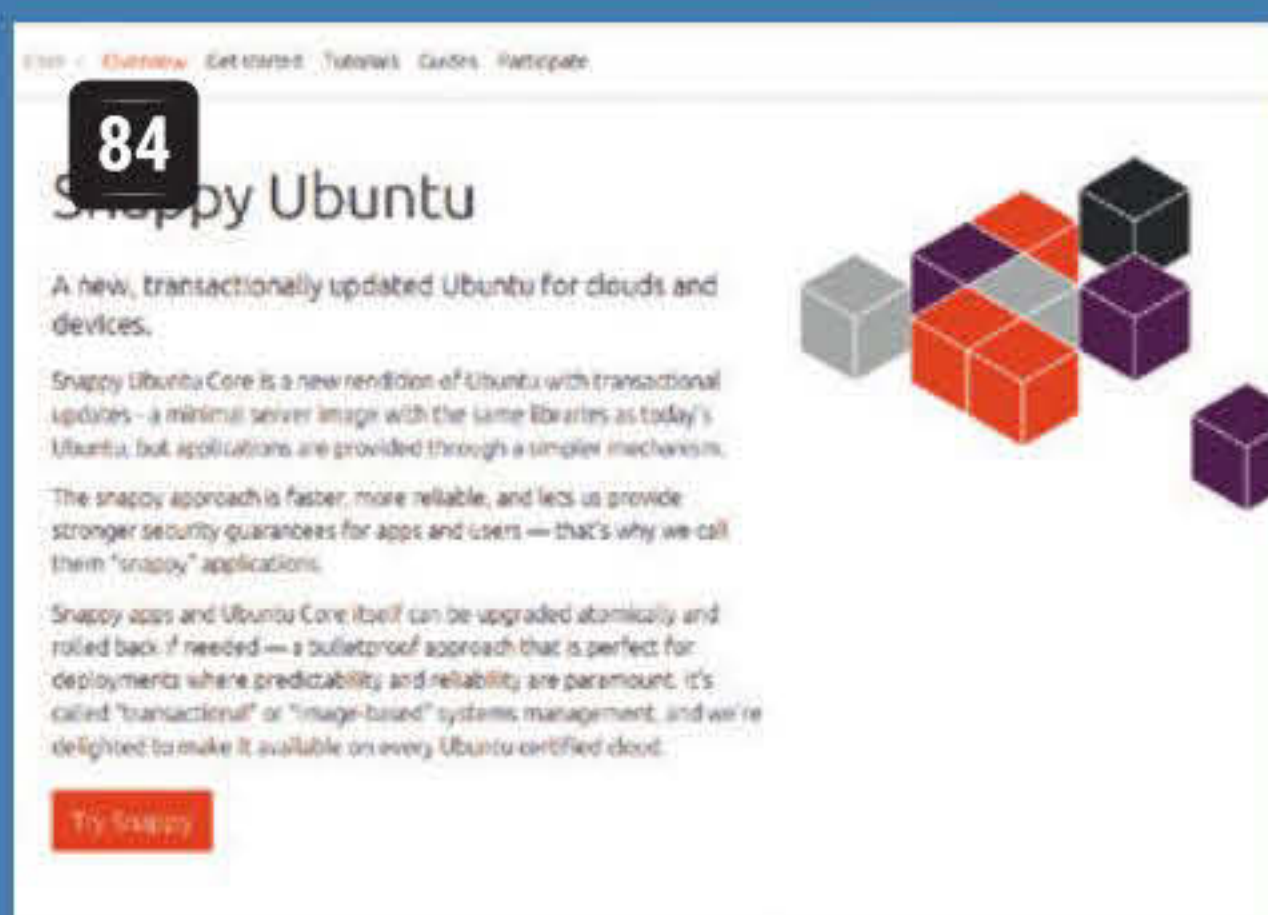 Overview Get started Tutorials Guides Participate
84
Snappy Ubuntu
A new, transactionally updated Ubuntu for clouds and
devices.
Snappy Ubuntu Core is a new rendition of Ubuntu with transactional
updates - a minimal server image with the same libraries as today's
Ubuntu, but applications are provided through a simpler mechanism.
The snappy approach is faster, more reliable, and lets us provide
stronger security guarantees for apps and users — that's why we call
them "snappy" applications.
Snappy apps and Ubuntu Core itself can be upgraded atomically and
rolled back if needed — a bulletproof approach that is perfect for
deployments where predictability and reliability are paramount. It's
called "transactional" or "image-based" systems management, and we're
delighted to make it available on every Ubuntu certified cloud.
Try Snappy